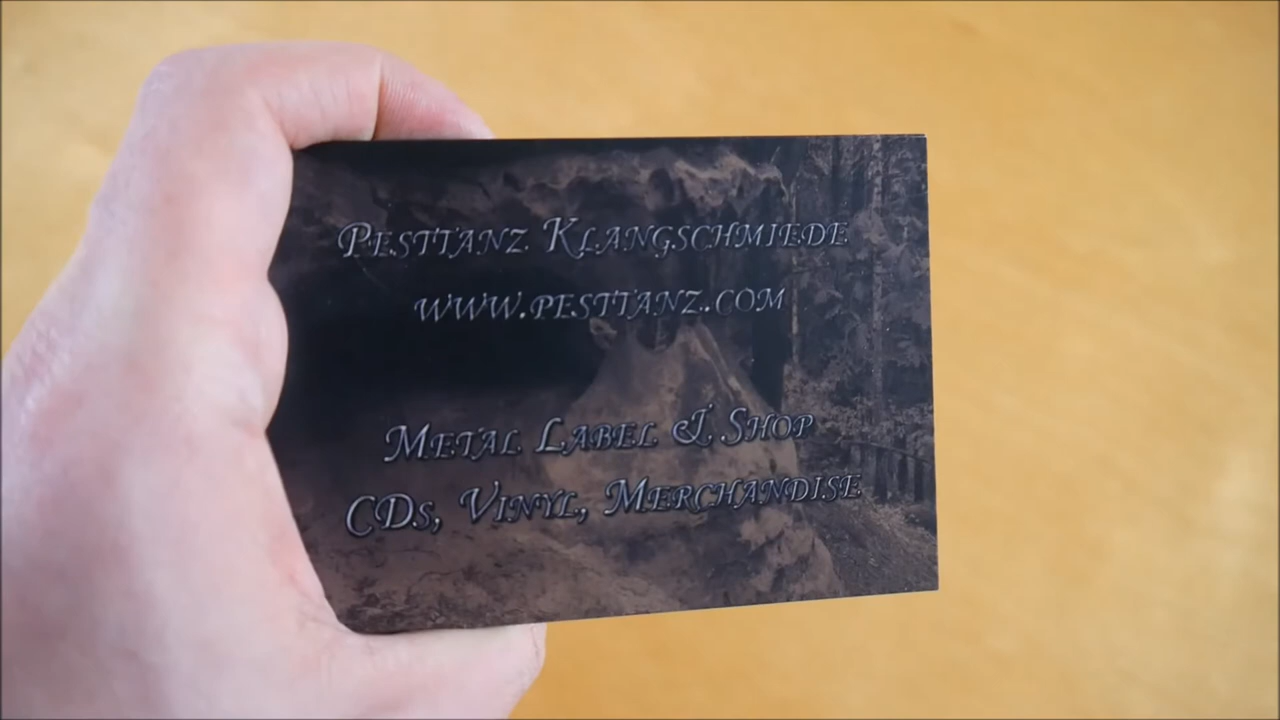 Pesttanz Klangschmiede
www.pesttanz.com
Metal Label & Shop
CDs, Vinyl, Merchandise